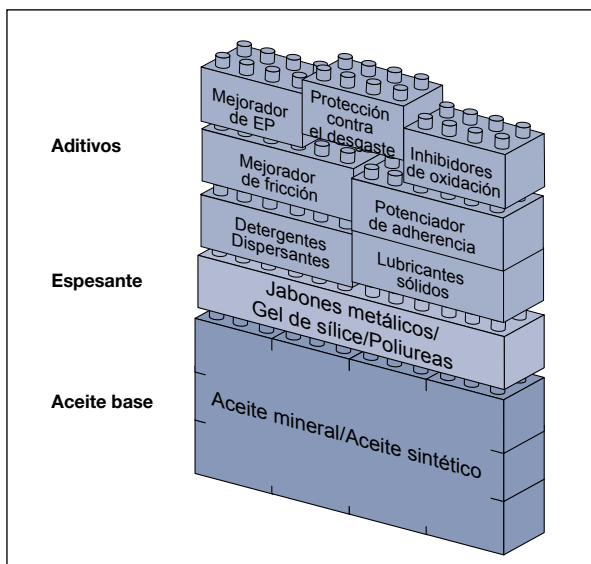 Aditivos
Mejorador
de EP
Protección
contra
el desgaste
Inhibidores
de oxidación
Mejorador
de fricción
Potenciador
de adherencia
Detergentes
Dispersantes
Lubricantes
sólidos
Espesante
Jabones metálicos/
Gel de sílice/Poliureas
Aceite base
Aceite mineral/Aceite sintético